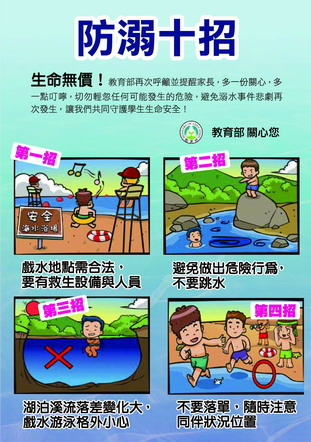 防溺十招
生命無價！教育部再次呼籲並提醒家長，多一份關心，多
一點叮嚀，切勿輕忽任何可能發生的危險，避免溺水事件悲劇再
次發生，讓我們共同守護學生生命安全！
教育部 關心您
第一招
安全
海水浴場
戲水地點需合法，
要有救生設備與人員
第二招
避免做出危險行為，
不要跳水
第三招
湖泊溪流落差變化大，
戲水游泳格外小心
第四招
不要落單，隨時注意
同伴狀況位置